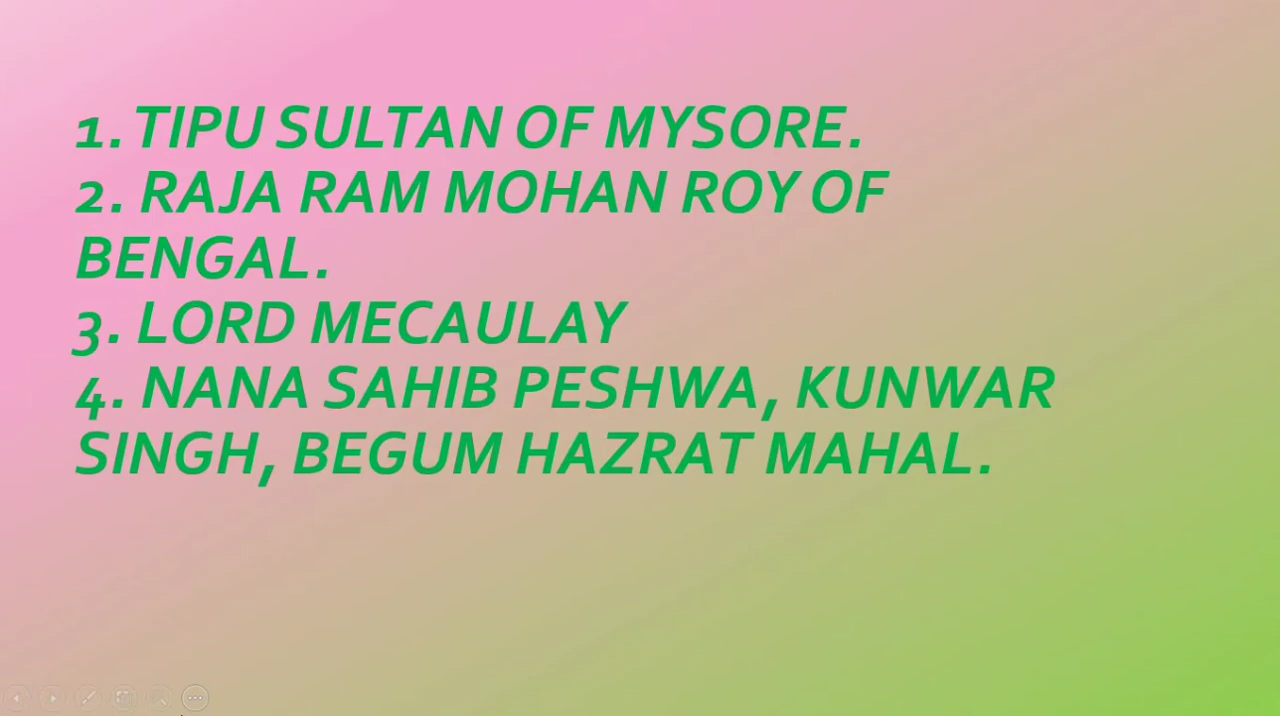 1. TIPU SULTAN OF MYSORE.
2. RAJA RAM MOHAN ROY OF
BENGAL.
3. LORD MECAULAY
4. NANA SAHIB PESHWA, KUNWAR
SINGH, BEGUM HAZRAT MAHAL.